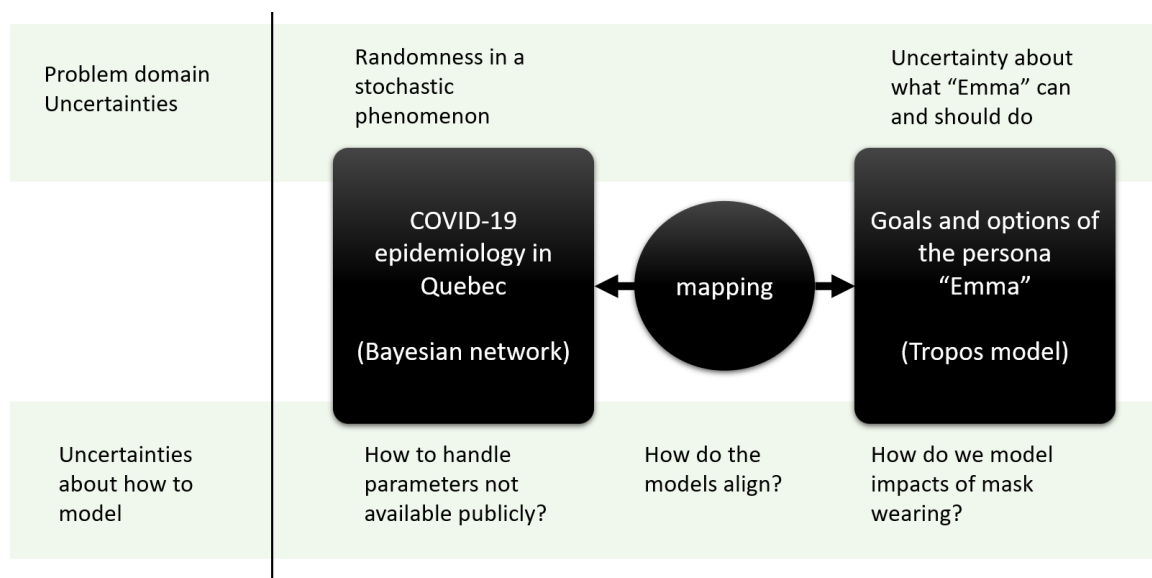 Problem domain
Uncertainties
Randomness in a
stochastic
phenomenon
Uncertainty about
what “Emma” can
and should do
COVID-19
epidemiology in
Quebec
(Bayesian network)
mapping
Goals and options of
the persona
“Emma”
(Tropos model)
Uncertainties
about how to
model
How to handle
parameters not
available publicly?
How do the
models align?
How do we model
impacts of mask
wearing?